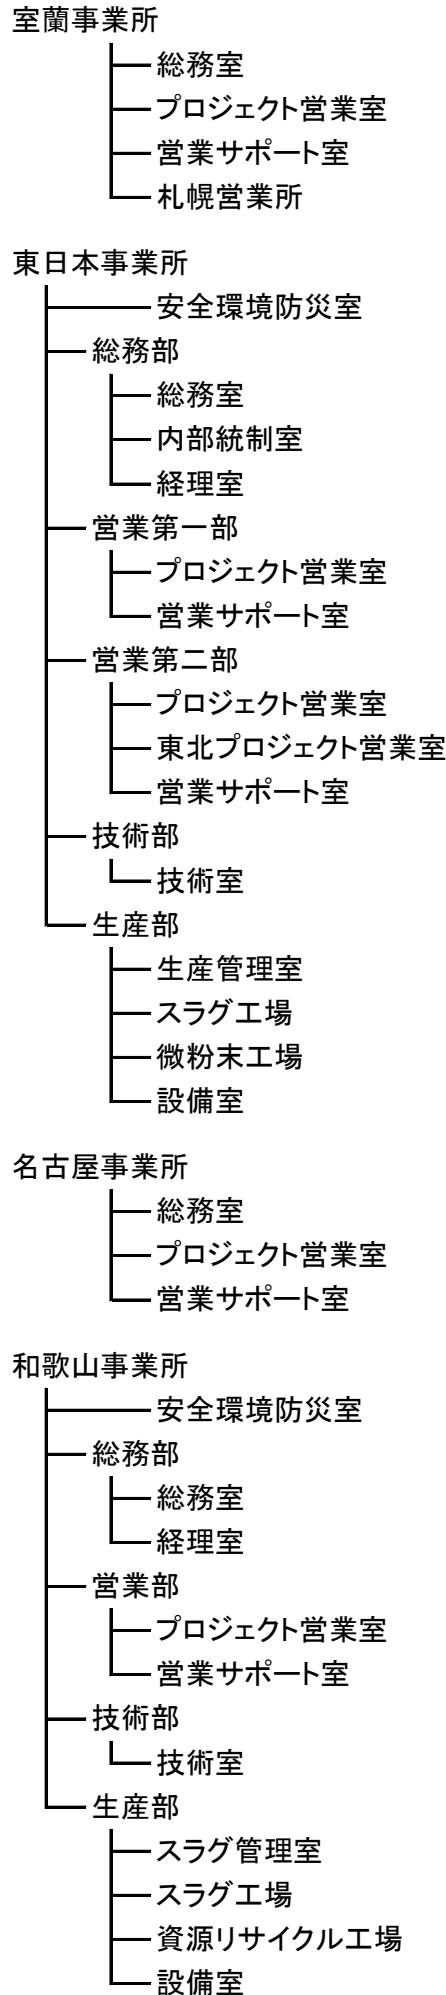 室蘭事業所
総務室
プロジェクト営業室
営業サポート室
札幌営業所
東日本事業所
安全環境防災室
総務部
総務室
内部統制室
経理室
営業第一部
プロジェクト営業室
営業サポート室
営業第二部
プロジェクト営業室
東北プロジェクト営業室
営業サポート室
技術部
技術室
生産部
生産管理室
スラグ工場
微粉末工場
設備室
名古屋事業所
総務室
プロジェクト営業室
営業サポート室
和歌山事業所
安全環境防災室
総務部
総務室
経理室
営業部
プロジェクト営業室
営業サポート室
技術部
技術室
生産部
スラグ管理室
スラグ工場
資源リサイクル工場
設備室